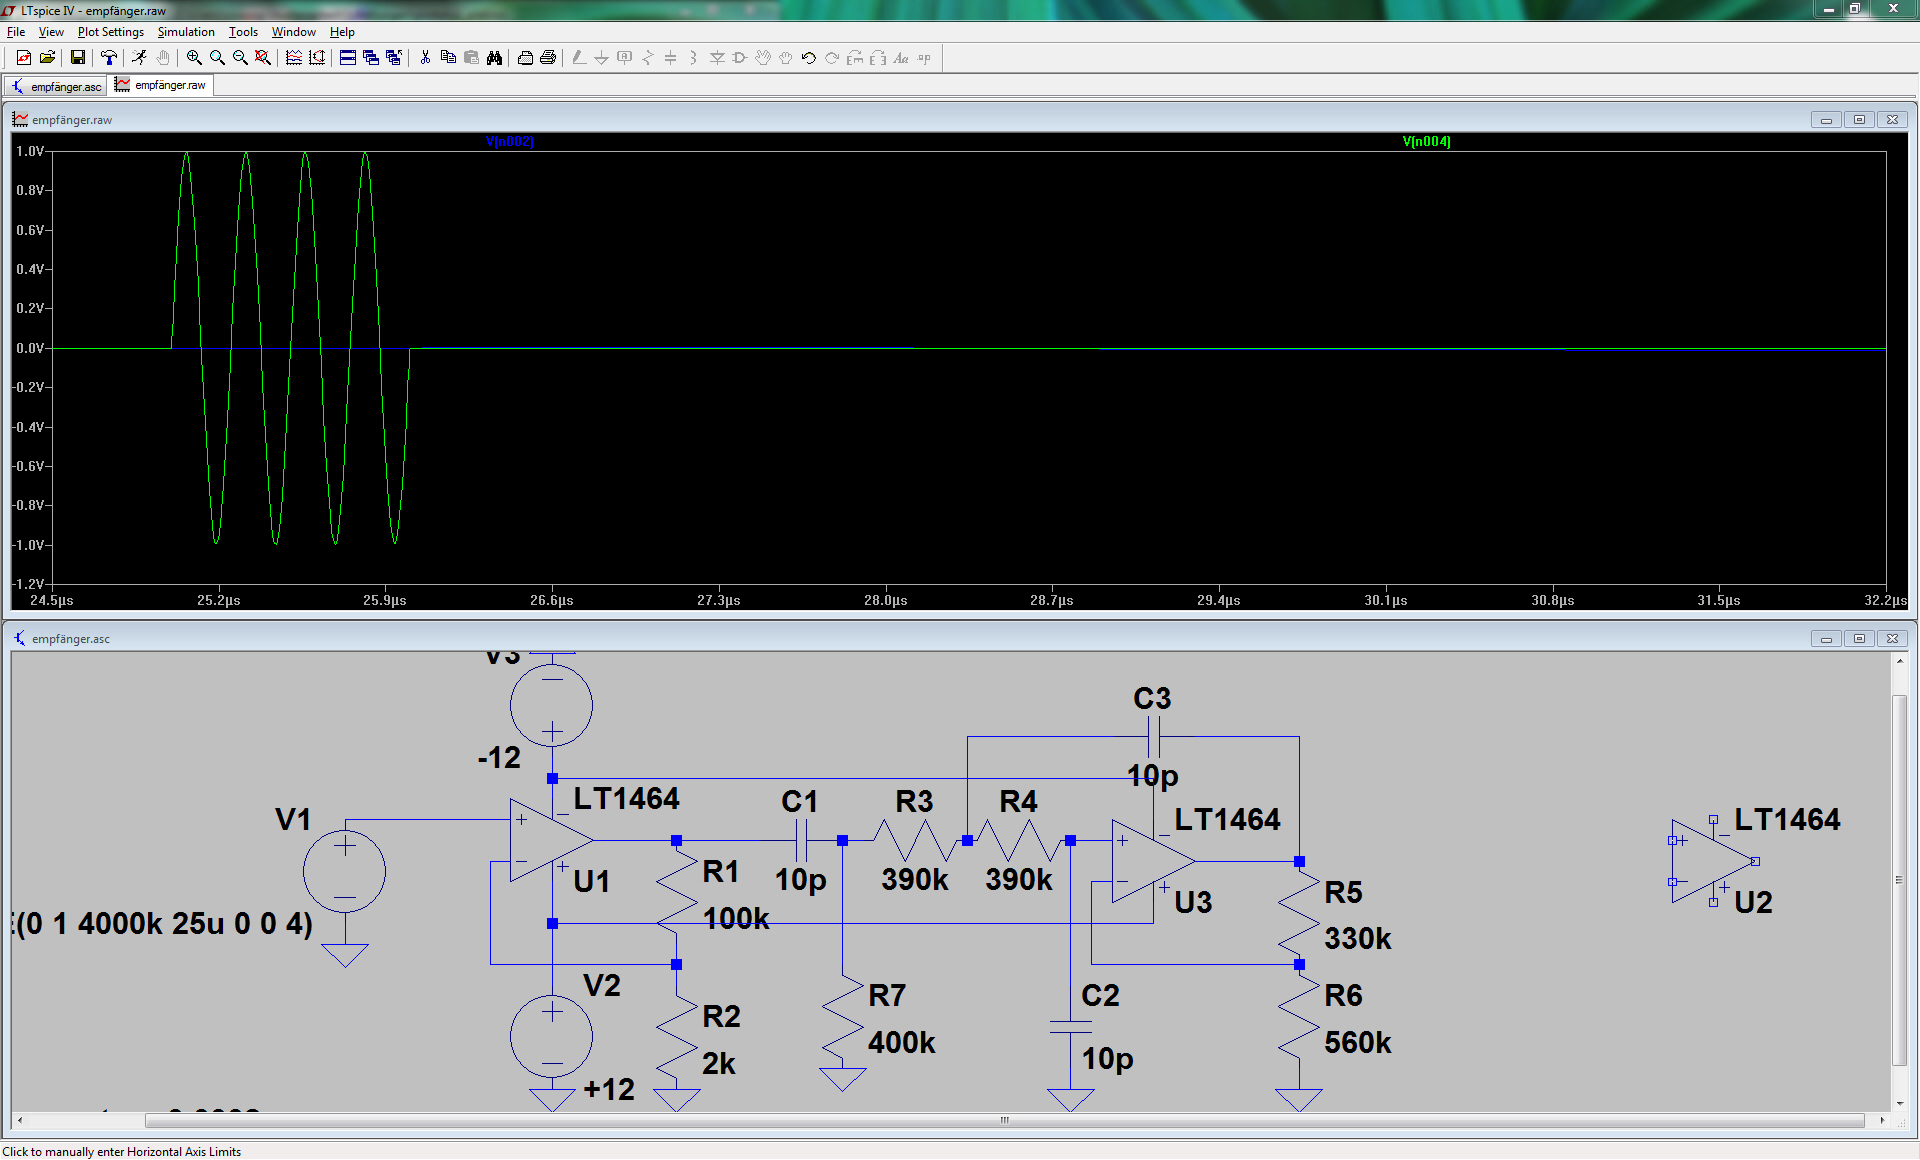 LTspice IV - empfänger.raw
File View Plot Settings Simulation Tools Window Help
empfänger.asc empfänger.raw
empfänger.raw
V(n002) V(n004)
1.0V
0.8V
0.6V
0.4V
0.2V
0.0V
-0.2V
-0.4V
-0.6V
-0.8V
-1.0V
-1.2V
24.5µs 25.2µs 25.9µs 26.6µs 27.3µs 28.0µs 28.7µs 29.4µs 30.1µs 30.8µs 31.5µs 32.2µs
empfänger.asc
V3
-12
C3
10p
V1
LT1464
C1
R3
R4
LT1464
LT1464
U1
R1
100k
10p
390k
390k
U3
R5
330k
U2
E(0 1 4000k 25u 0 0 4)
V2
+12
R2
2k
R7
400k
C2
10p
R6
560k
Click to manually enter Horizontal Axis Limits